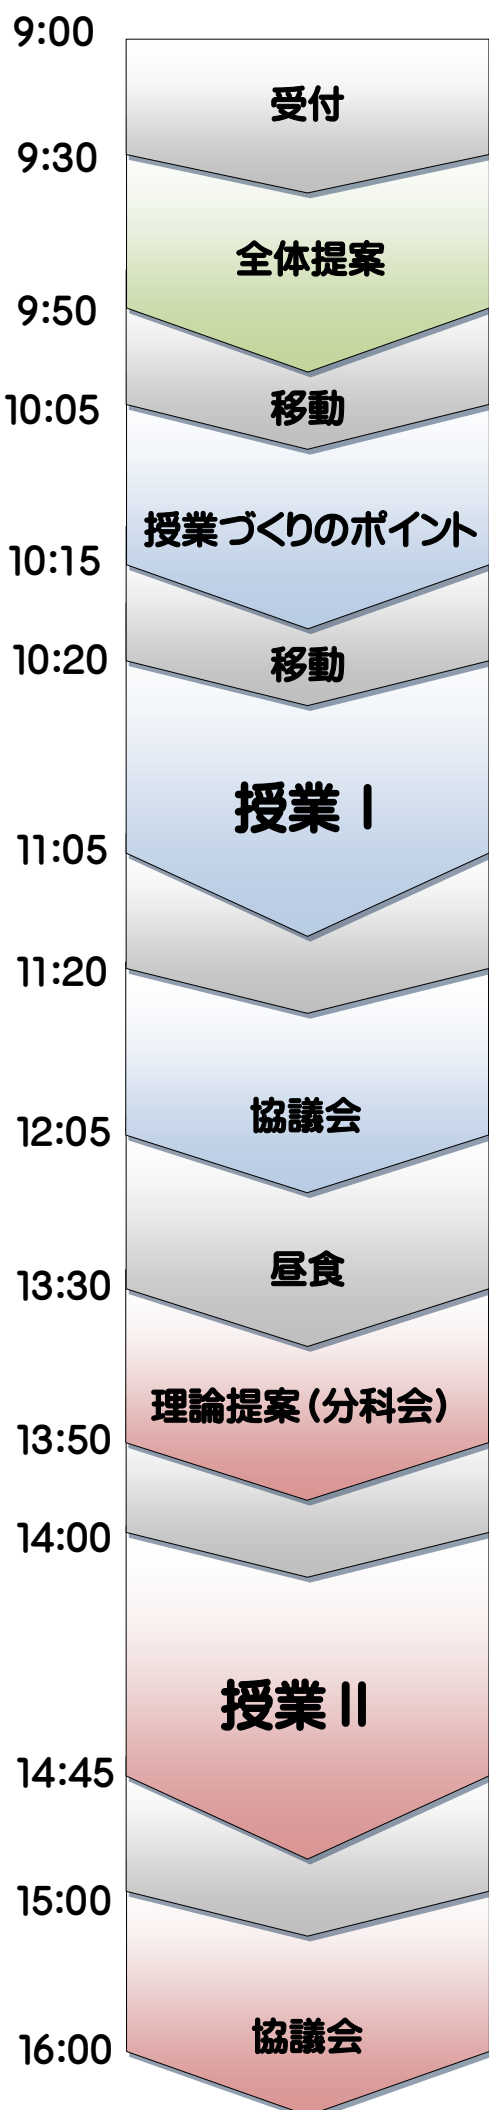 9:00
受付
9:30
全体提案
9:50
移動
10:05
授業づくりのポイント
10:15
移動
10:20
授業Ⅰ
11:05
11:20
協議会
12:05
昼食
13:30
理論提案(分科会)
13:50
14:00
授業Ⅱ
14:45
15:00
協議会
16:00